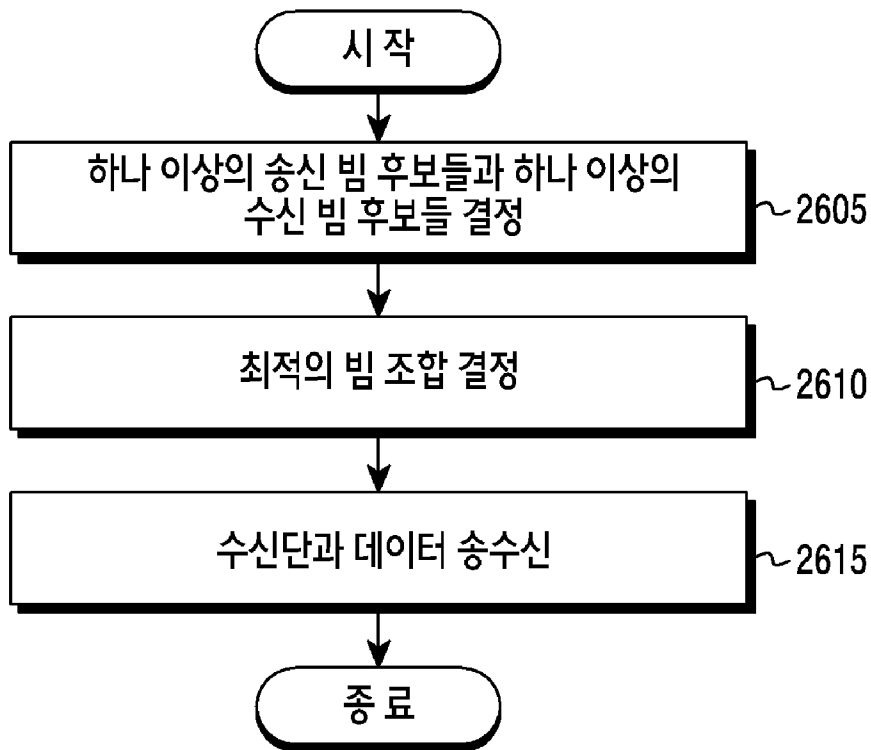 시 작
하나 이상의 송신 빔 후보들과 하나 이상의
수신 빔 후보들 결정
2605
최적의 빔 조합 결정
2610
수신단과 데이터 송수신
2615
종 료